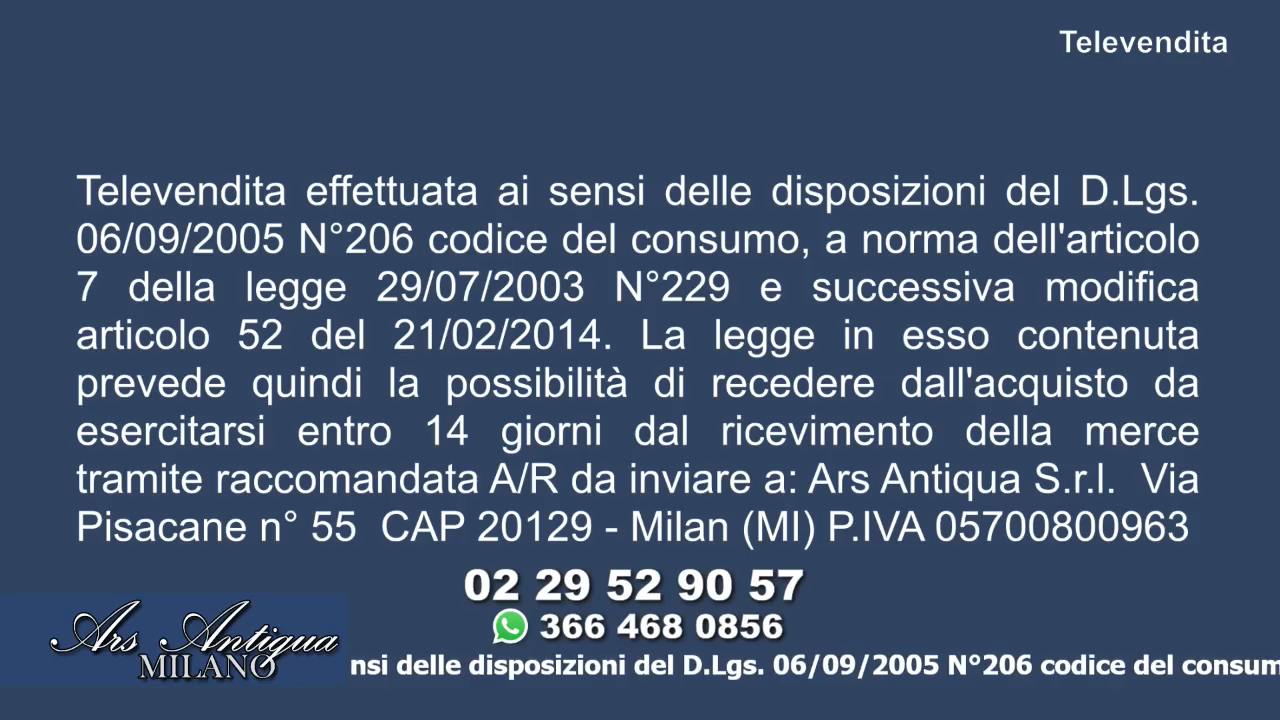 Televendita
Televendita effettuata ai sensi delle disposizioni del D.Lgs.
06/09/2005 N°206 codice del consumo, a norma dell'articolo
7 della legge 29/07/2003 N°229 e successiva modifica
articolo 52 del 21/02/2014. La legge in esso contenuta
prevede quindi la possibilità di recedere dall'acquisto da
esercitarsi entro 14 giorni dal ricevimento della merce
tramite raccomandata A/R da inviare a: Ars Antiqua S.r.l. Via
Pisacane n° 55 CAP 20129 - Milan (MI) P.IVA 05700800963
02 29 52 90 57
366 468 0856
Ars Antiqua
MILANO
nsi delle disposizioni del D.Lgs. 06/09/2005 N°206 codice del consum